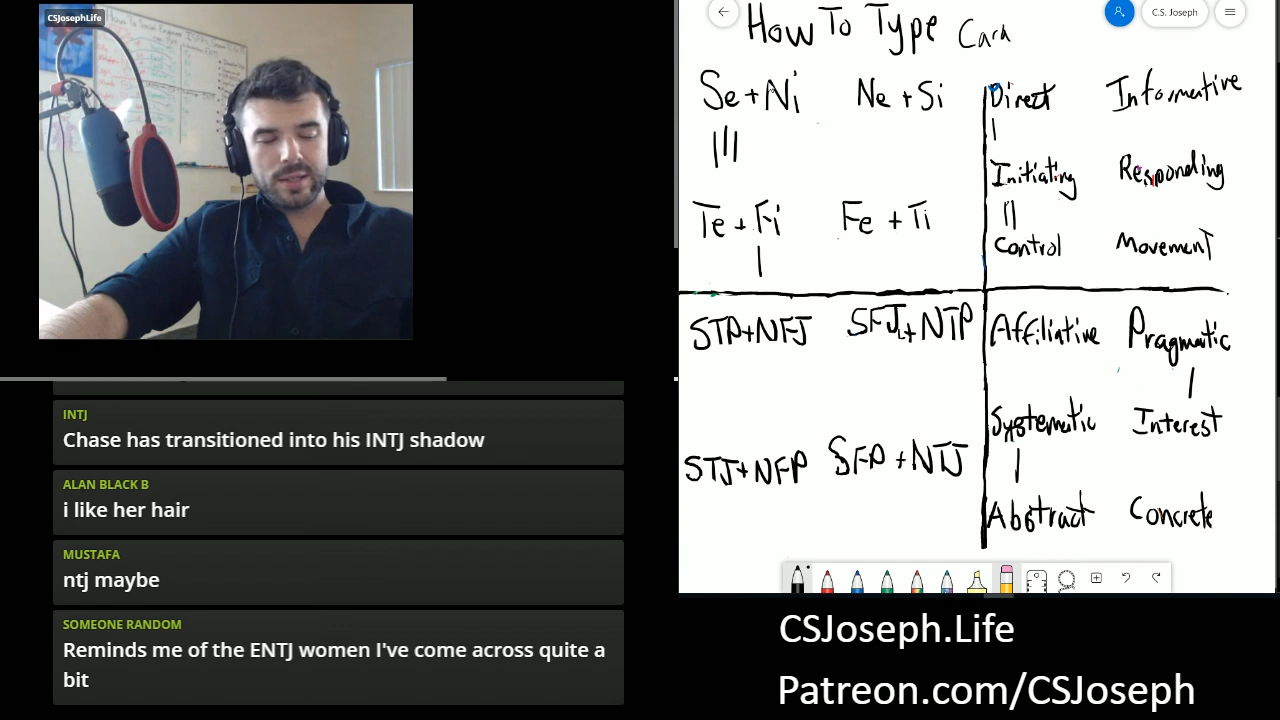 CSJosephLife
C.S. Joseph
How To Type Cara
Se + Ni Ne + Si Direct Informative
Initiating Responding
Te + Fi Fe + Ti
Control Movement
STP+NFJ SFJ+NTP Affiliative Pragmatic
Systematic Interest
STJ+NFP SFP+NTJ
Abstract Concrete
INTJ
Chase has transitioned into his INTJ shadow
ALAN BLACK B
i like her hair
MUSTAFA
ntj maybe
SOMEONE RANDOM
Reminds me of the ENTJ women I've come across quite a
bit
CSJoseph.Life
Patreon.com/CSJoseph